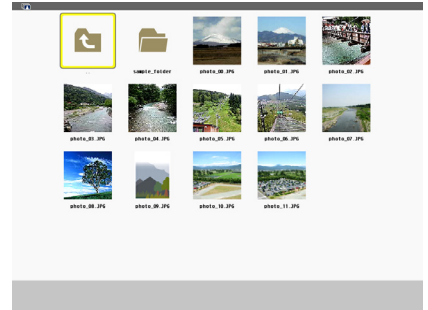 ..
sample_folder
photo_00.JPG
photo_01.JPG
photo_02.JPG
photo_03.JPG
photo_04.JPG
photo_05.JPG
photo_06.JPG
photo_07.JPG
photo_08.JPG
photo_09.JPG
photo_10.JPG
photo_11.JPG